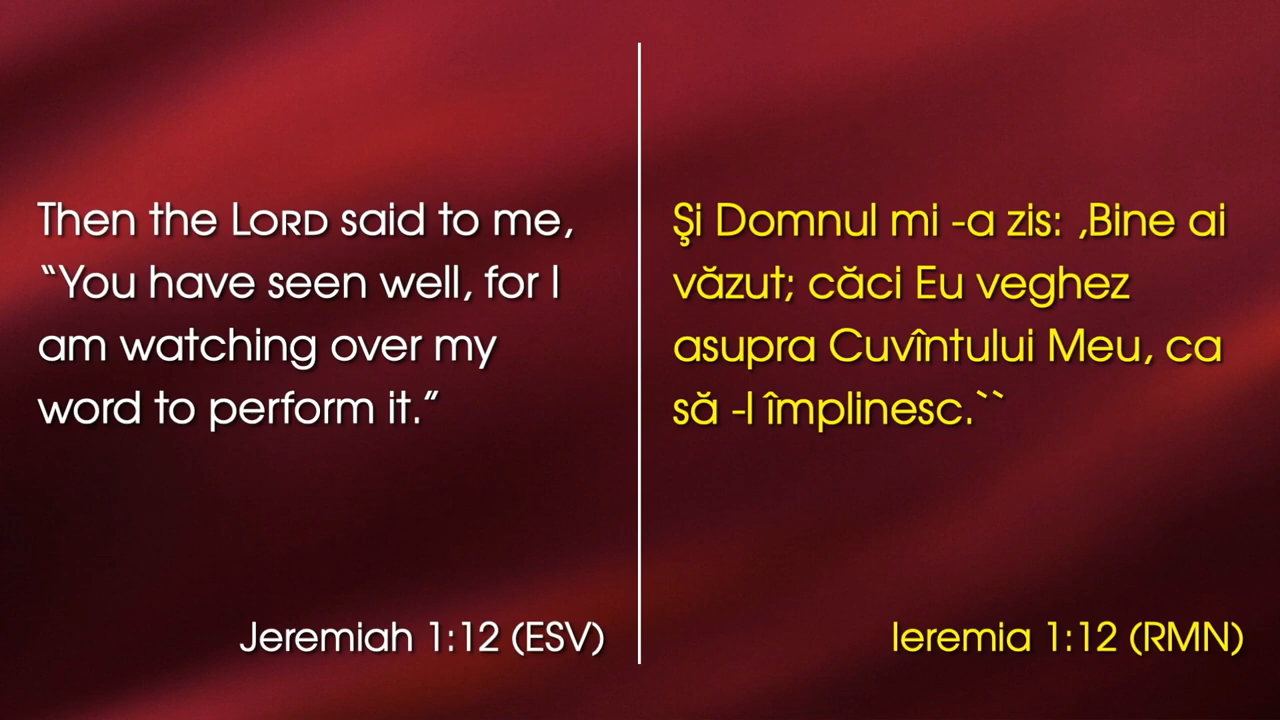 Then the LORD said to me,
“You have seen well, for I
am watching over my
word to perform it.”
Jeremiah 1:12 (ESV)
Şi Domnul mi -a zis: ,Bine ai
văzut; căci Eu veghez
asupra Cuvîntului Meu, ca
să -l împlinesc.``
Ieremia 1:12 (RMN)